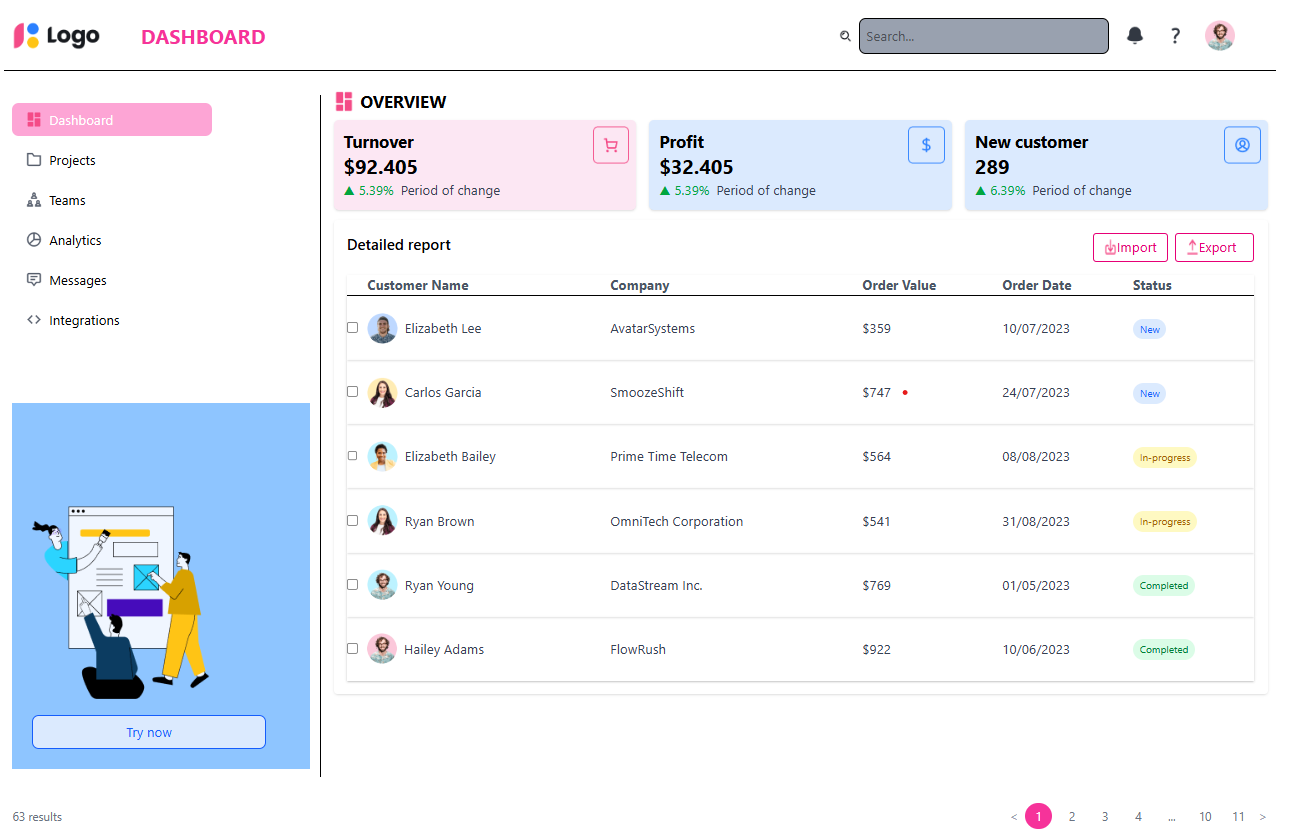 Logo
DASHBOARD
Search...
?
Dashboard
Projects
Teams
Analytics
Messages
Integrations
Try now
OVERVIEW
Turnover
$92.405
5.39% Period of change
Profit
$32.405
$
5.39% Period of change
New customer
289
6.39% Period of change
Detailed report
Import Export
Customer Name Company Order Value Order Date Status
Elizabeth Lee AvatarSystems $359 10/07/2023 New
Carlos Garcia SmoozeShift $747 24/07/2023 New
Elizabeth Bailey Prime Time Telecom $564 08/08/2023 In-progress
Ryan Brown OmniTech Corporation $541 31/08/2023 In-progress
Ryan Young DataStream Inc. $769 01/05/2023 Completed
Hailey Adams FlowRush $922 10/06/2023 Completed
63 results
< 1 2 3 4 ... 10 11 >